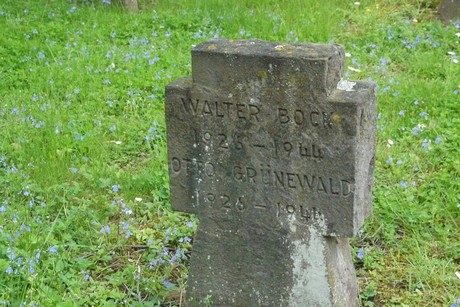 WALTER BOCK
1926 – 1944
OTTO GRÜNEWALD
1926 – 1944